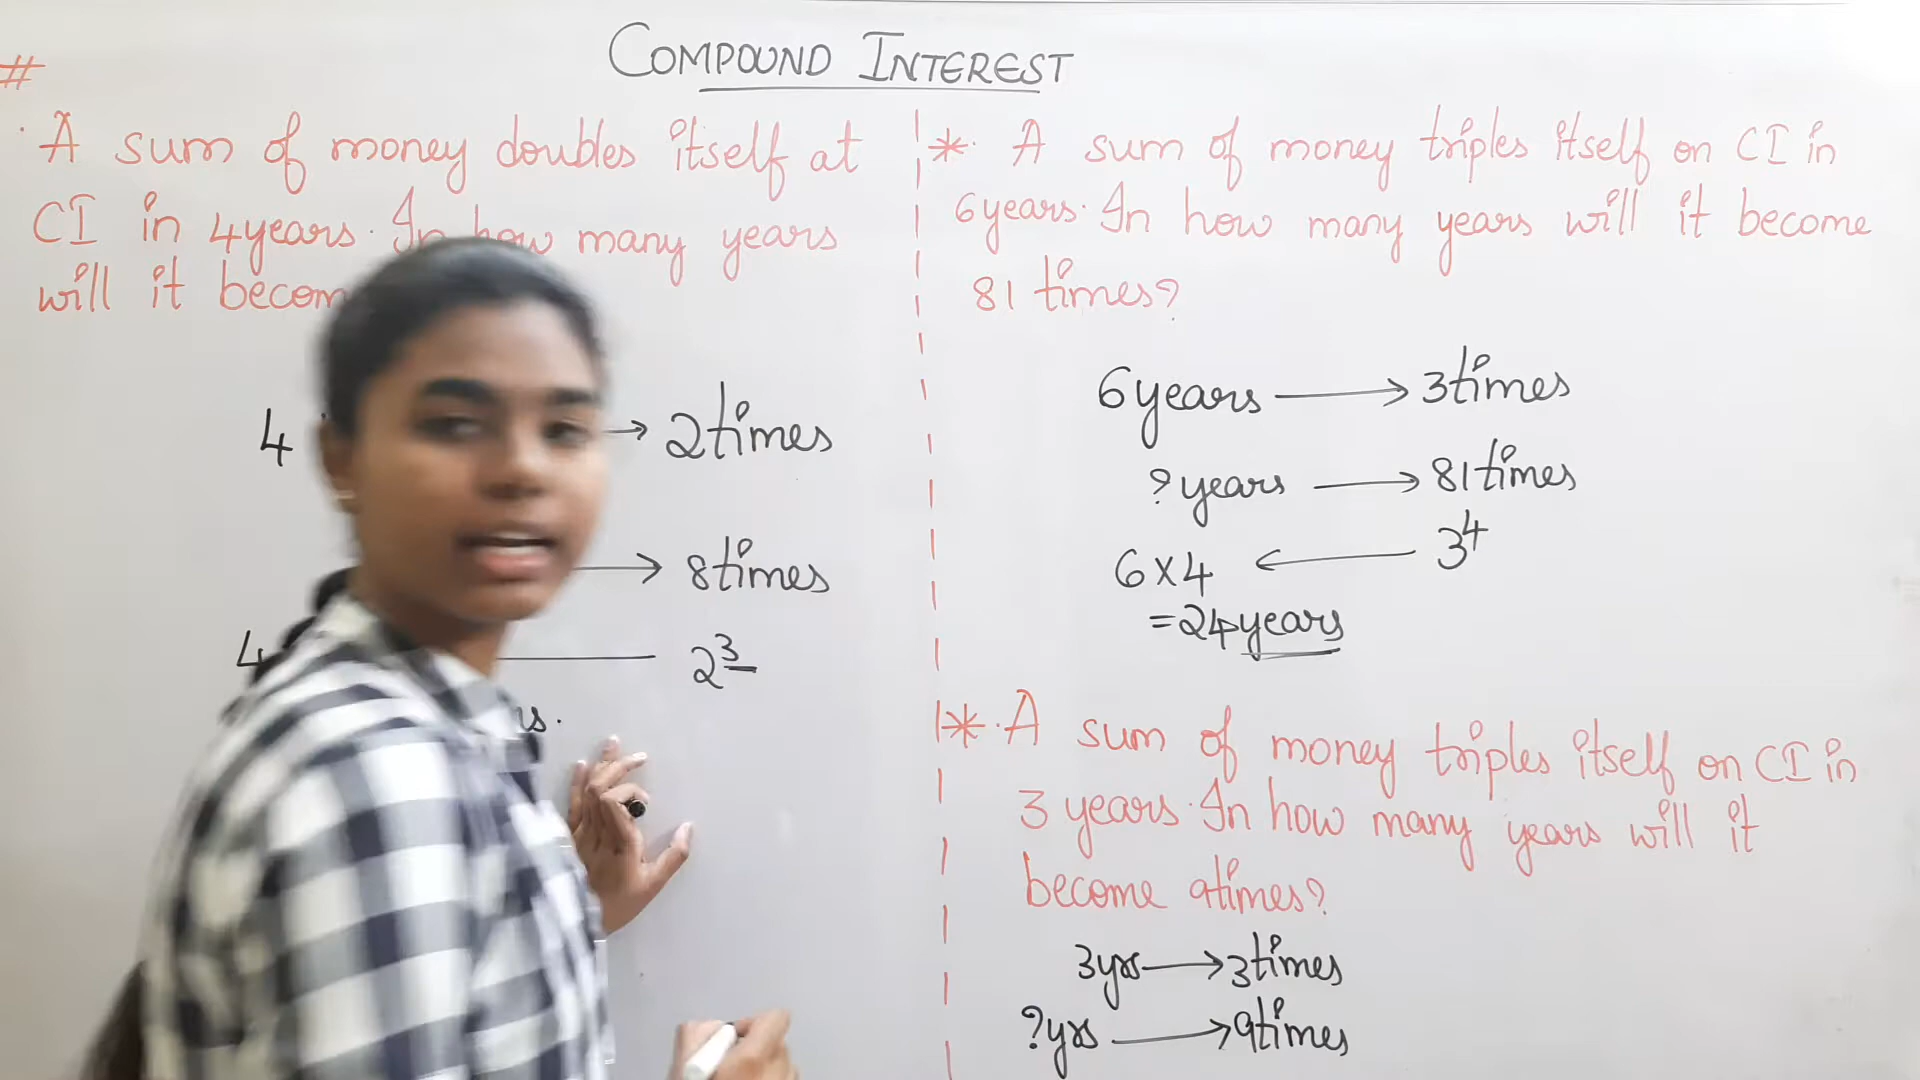 COMPOUND INTEREST
#
A sum of money doubles itself at
CI in 4years. In how many years
will it
4 → 2times
→ 8times
4 2³
* A sum of money triples itself on CI in
6years. In how many years will it become
81 times?
6years → 3times
?years → 81times
6x4 ← 3⁴
=24years
* A sum of money triples itself on CI in
3 years. In how many years will it
become 9times?
3yrs → 3times
?yrs → 9times